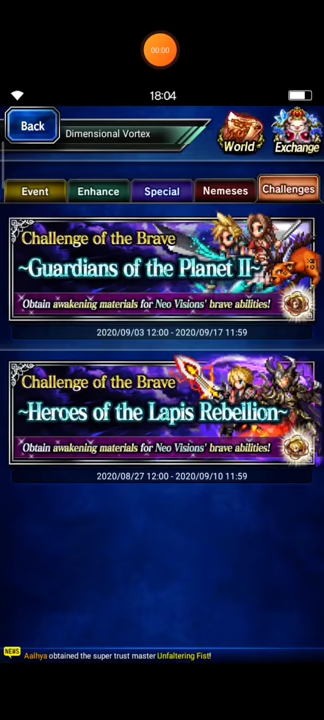 00:00
18:04
Back
Dimensional Vortex
World
Exchange
Event
Enhance
Special
Nemeses
Challenges
Challenge of the Brave
~Guardians of the Planet II~
Obtain awakening materials for Neo Visions' brave abilities!
2020/09/03 12:00 - 2020/09/17 11:59
Challenge of the Brave
~Heroes of the Lapis Rebellion~
Obtain awakening materials for Neo Visions' brave abilities!
2020/08/27 12:00 - 2020/09/10 11:59
NEWS
Aalhya obtained the super trust master Unfaltering Fist!